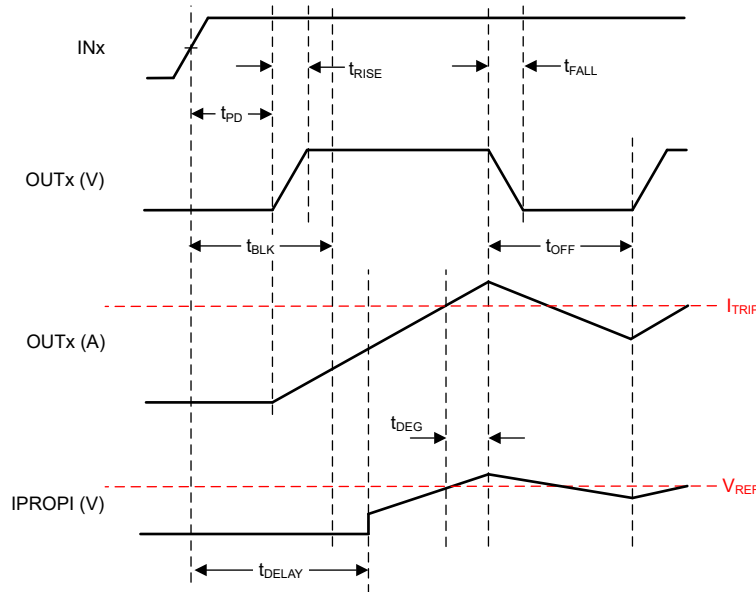 INx
tRISE
tFALL
tPD
OUTx (V)
tBLK
tOFF
ITRIP
OUTx (A)
tDEG
IPROPI (V)
VREF
tDELAY